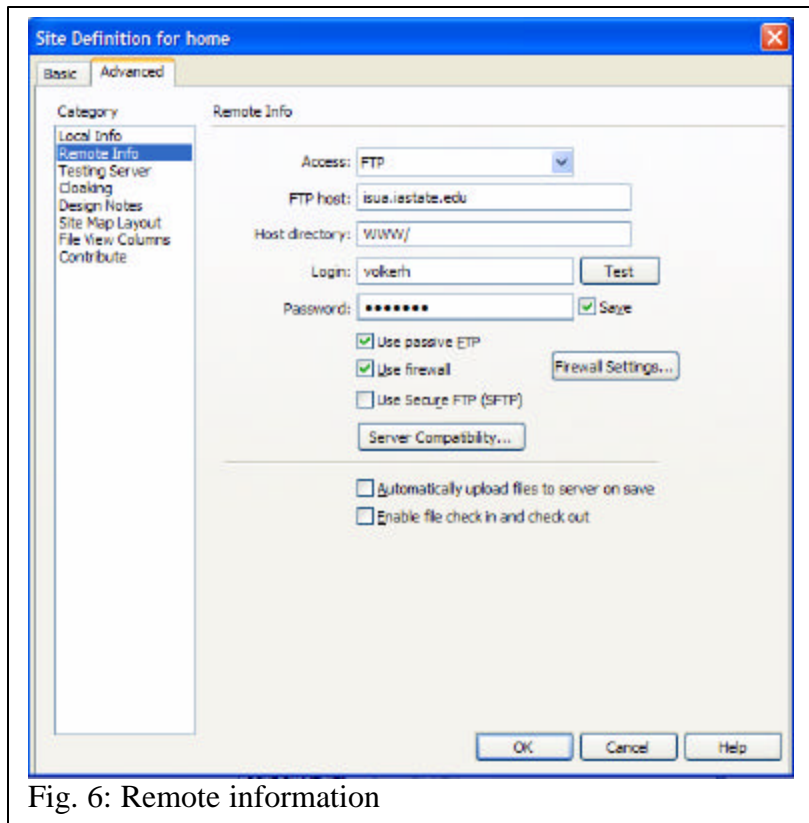 Site Definition for home
Basic
Advanced
Category
Local Info
Remote Info
Testing Server
Cloaking
Design Notes
Site Map Layout
File View Columns
Contribute
Remote Info
Access: FTP
FTP host: isua.iastate.edu
Host directory: WWW/
Login: volkerh Test
Password: ••••••• Save
Use passive FTP
Use firewall Firewall Settings...
Use Secure FTP (SFTP)
Server Compatibility...
Automatically upload files to server on save
Enable file check in and check out
OK Cancel Help
Fig. 6: Remote information